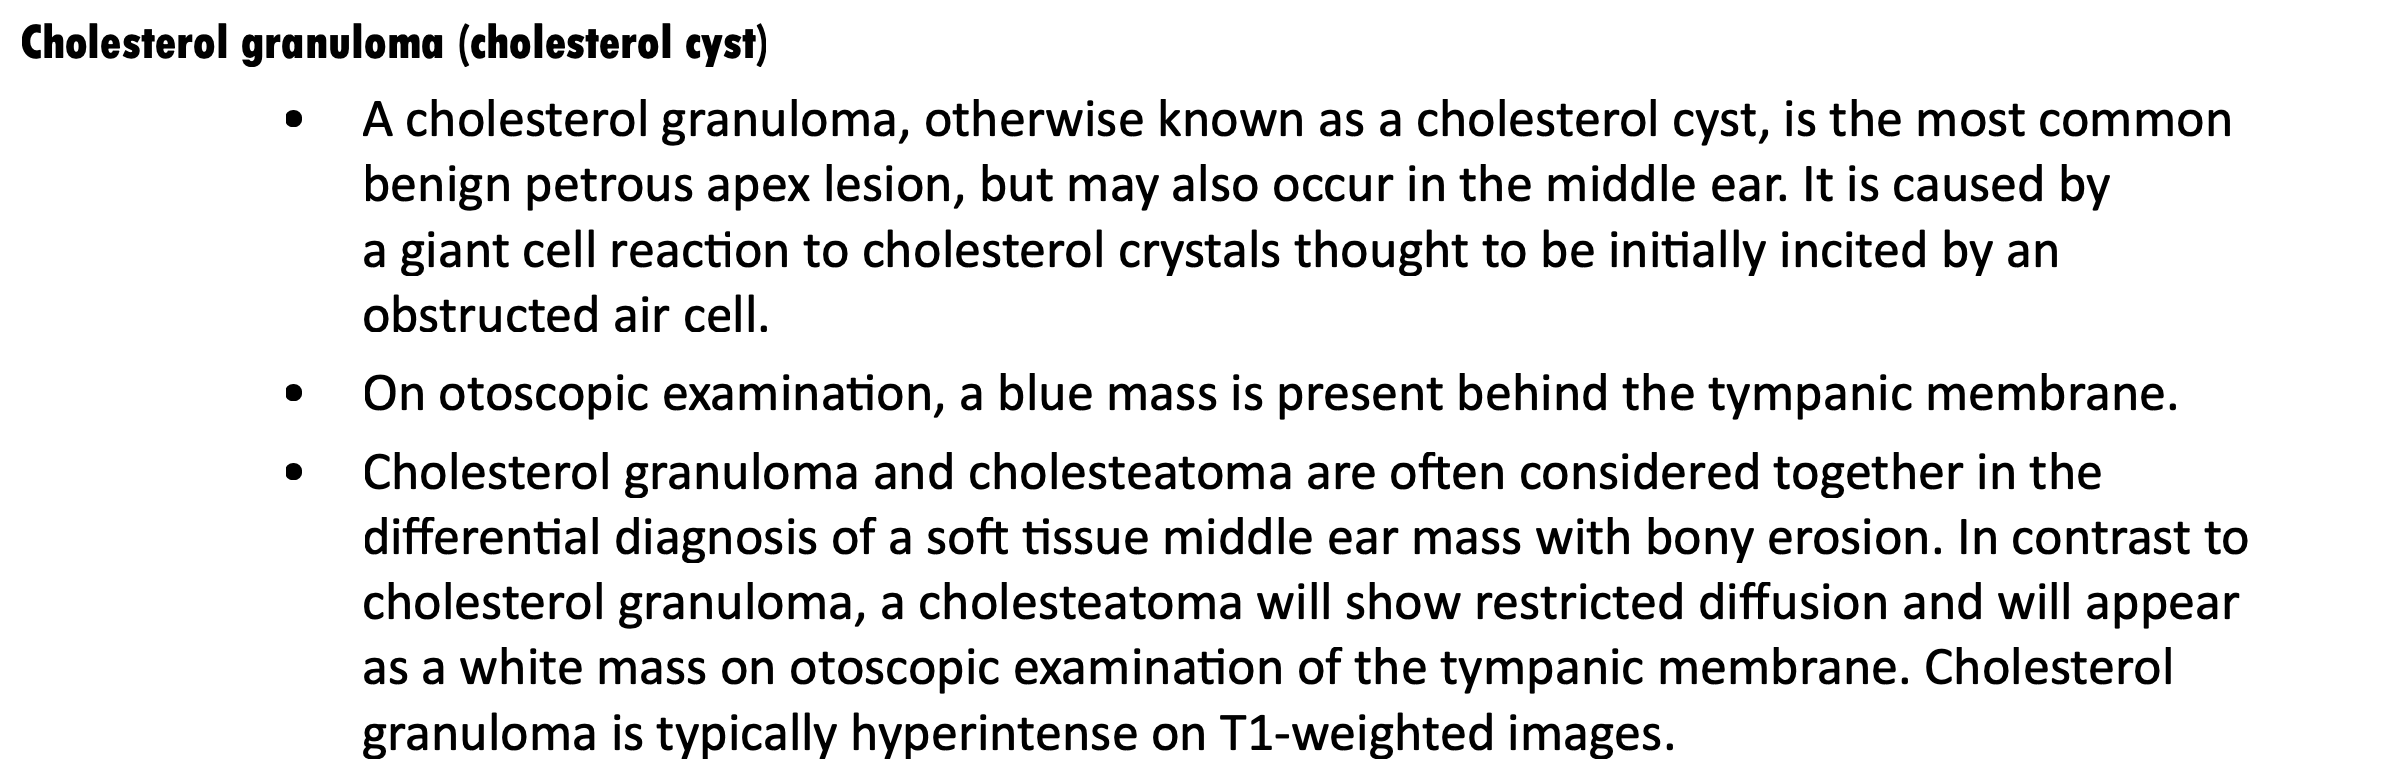 Cholesterol granuloma (cholesterol cyst)
• A cholesterol granuloma, otherwise known as a cholesterol cyst, is the most common
benign petrous apex lesion, but may also occur in the middle ear. It is caused by
a giant cell reaction to cholesterol crystals thought to be initially incited by an
obstructed air cell.
• On otoscopic examination, a blue mass is present behind the tympanic membrane.
• Cholesterol granuloma and cholesteatoma are often considered together in the
differential diagnosis of a soft tissue middle ear mass with bony erosion. In contrast to
cholesterol granuloma, a cholesteatoma will show restricted diffusion and will appear
as a white mass on otoscopic examination of the tympanic membrane. Cholesterol
granuloma is typically hyperintense on T1-weighted images.